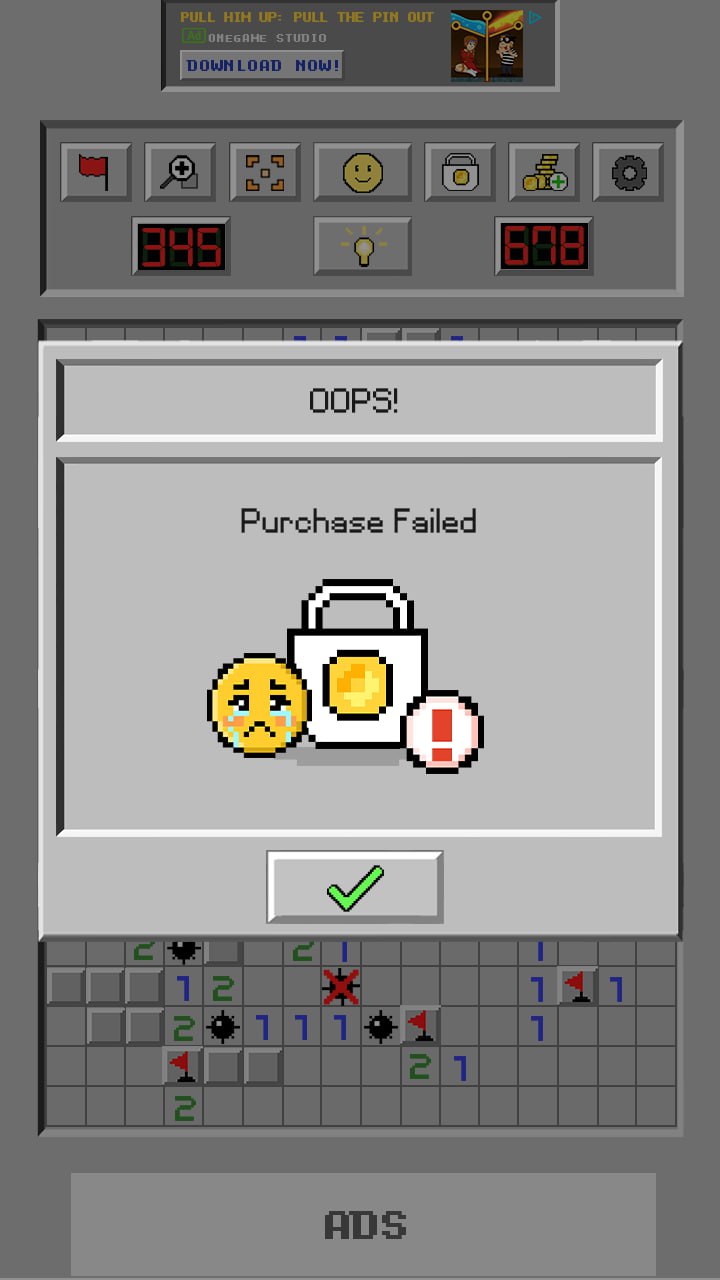 PULL HIM UP: PULL THE PIN OUT
Ad ONEGAME STUDIO
DOWNLOAD NOW!
345
678
OOPS!
Purchase Failed
!
2 2 1 1
1 2 1 1
2 1 1 1 1
2 1
2
ADS